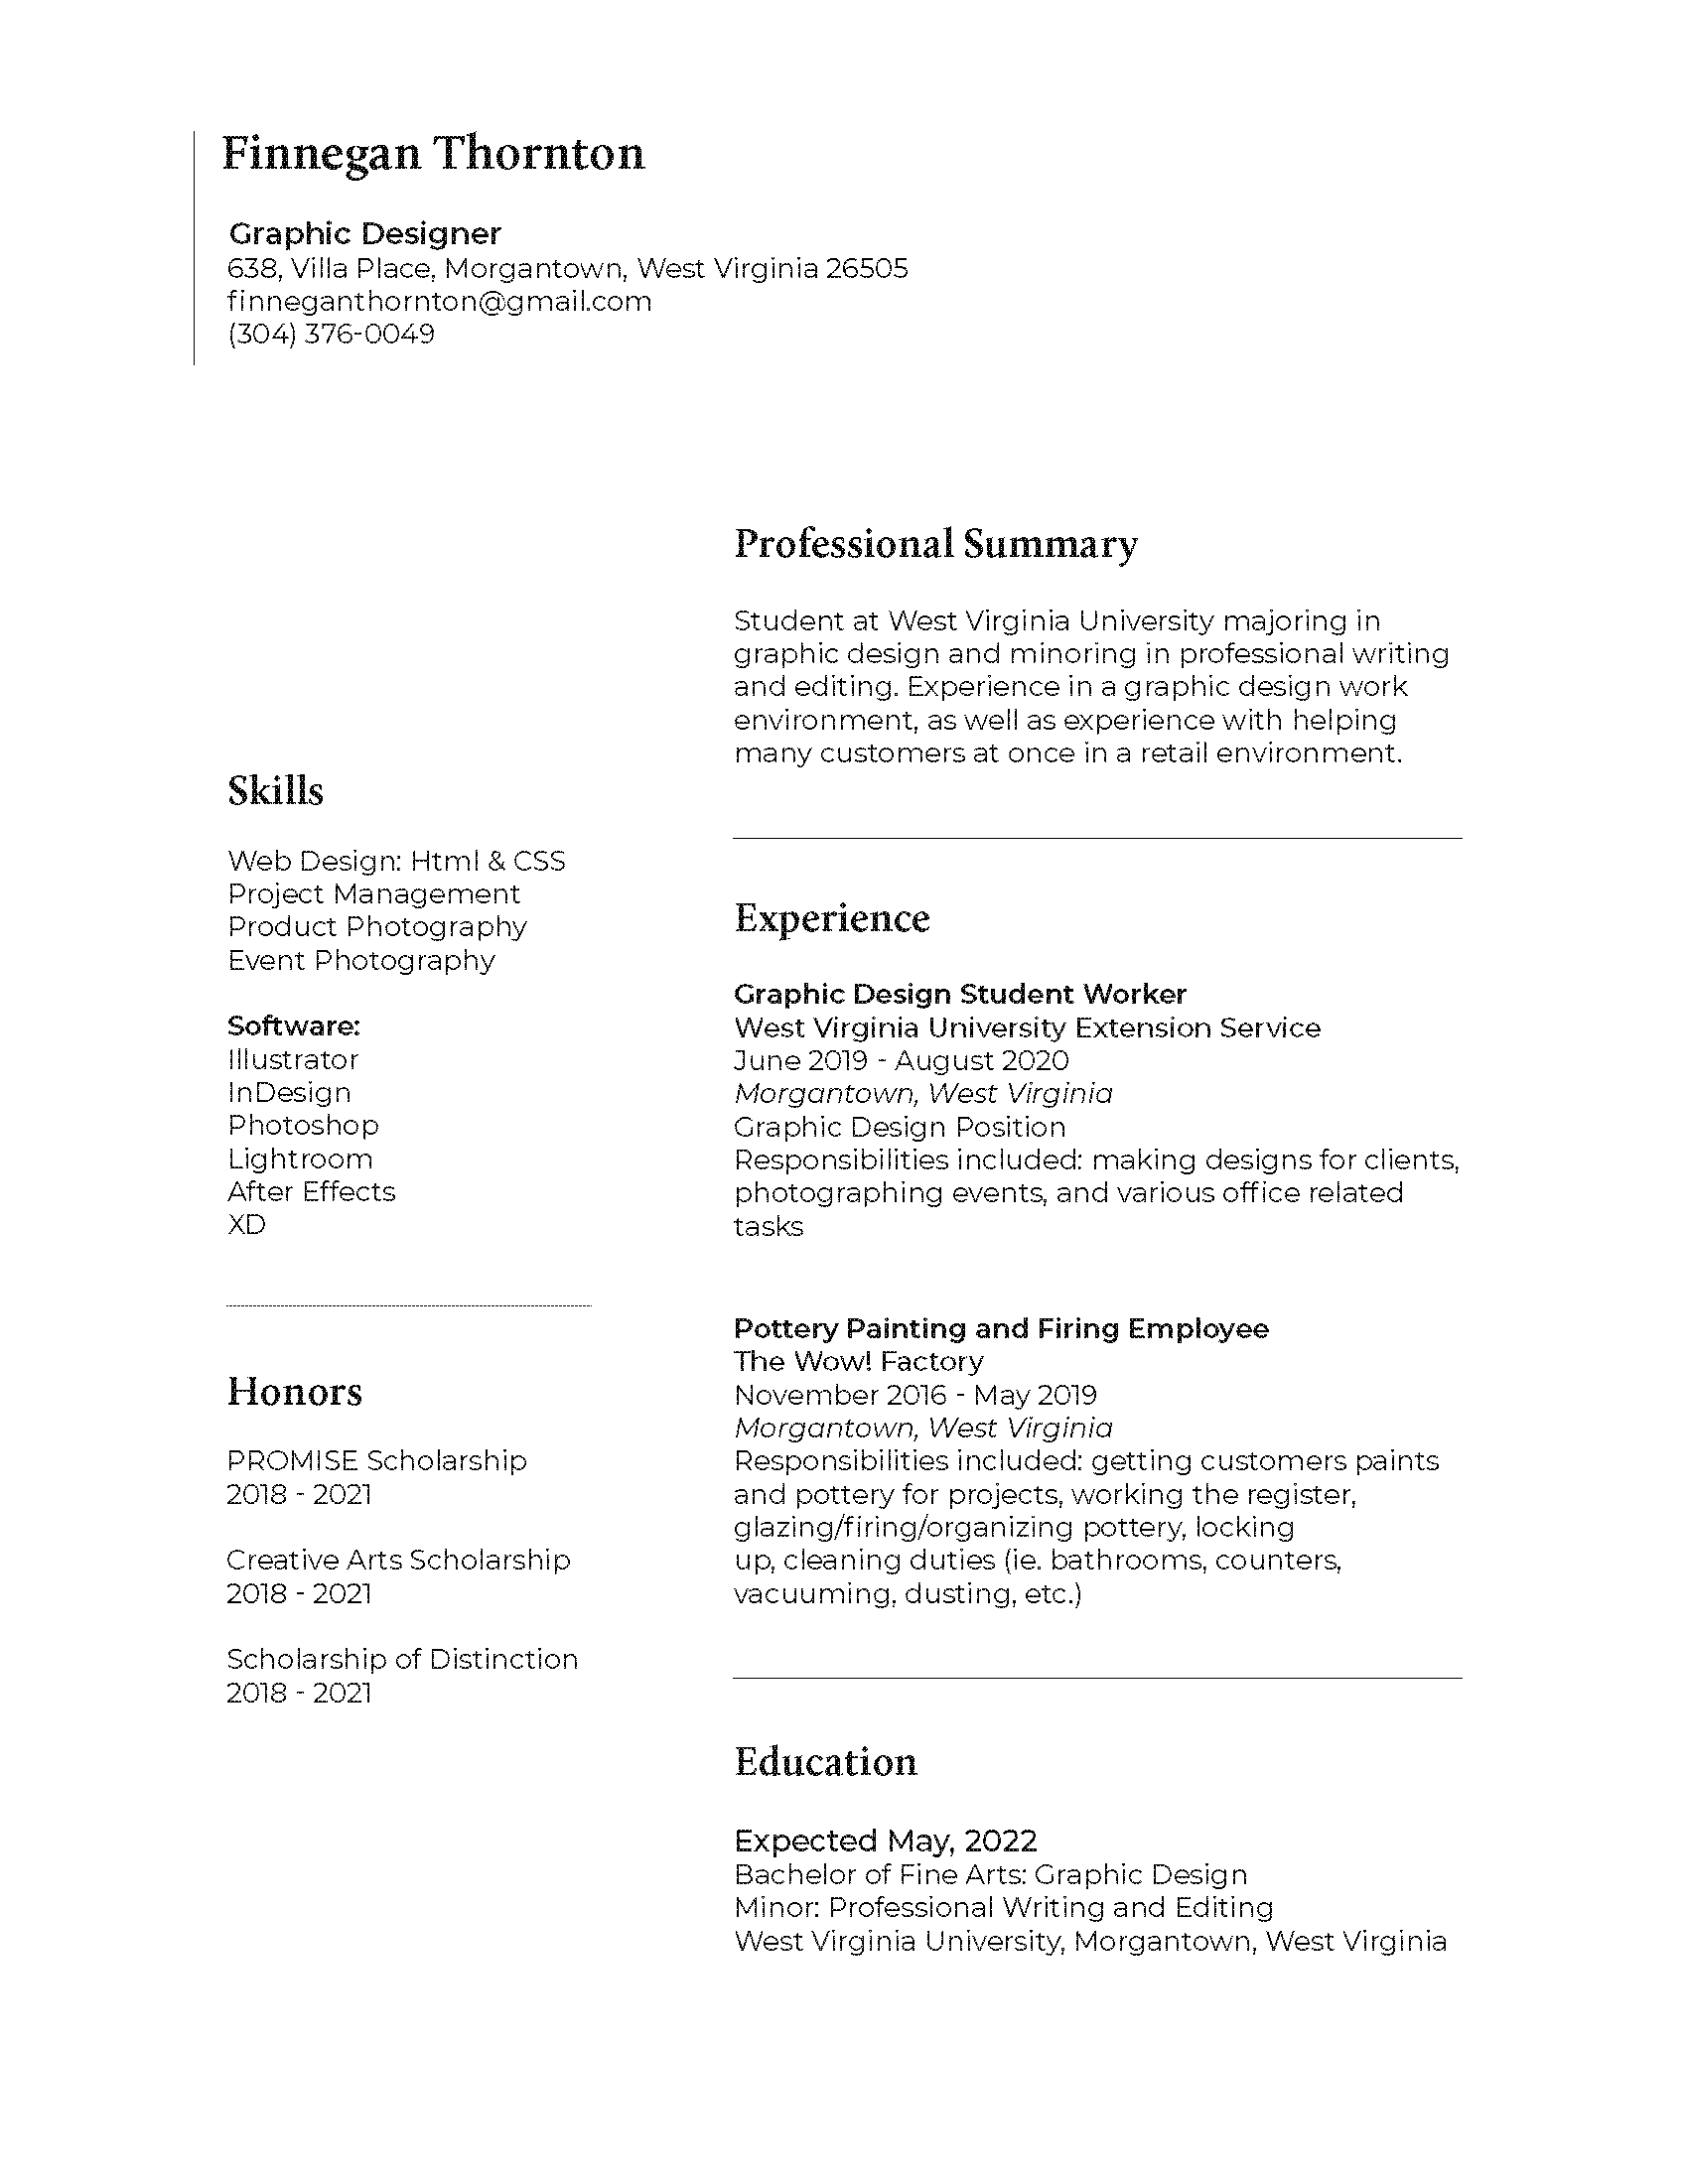 Finnegan Thornton
Graphic Designer
638, Villa Place, Morgantown, West Virginia 26505
finneganthornton@gmail.com
(304) 376-0049
Skills
Web Design: Html & CSS
Project Management
Product Photography
Event Photography
Software:
Illustrator
InDesign
Photoshop
Lightroom
After Effects
XD
Honors
PROMISE Scholarship
2018 - 2021
Creative Arts Scholarship
2018 - 2021
Scholarship of Distinction
2018 - 2021
Professional Summary
Student at West Virginia University majoring in
graphic design and minoring in professional writing
and editing. Experience in a graphic design work
environment, as well as experience with helping
many customers at once in a retail environment.
Experience
Graphic Design Student Worker
West Virginia University Extension Service
June 2019 - August 2020
Morgantown, West Virginia
Graphic Design Position
Responsibilities included: making designs for clients,
photographing events, and various office related
tasks
Pottery Painting and Firing Employee
The Wow! Factory
November 2016 - May 2019
Morgantown, West Virginia
Responsibilities included: getting customers paints
and pottery for projects, working the register,
glazing/firing/organizing pottery, locking
up, cleaning duties (ie. bathrooms, counters,
vacuuming, dusting, etc.)
Education
Expected May, 2022
Bachelor of Fine Arts: Graphic Design
Minor: Professional Writing and Editing
West Virginia University, Morgantown, West Virginia